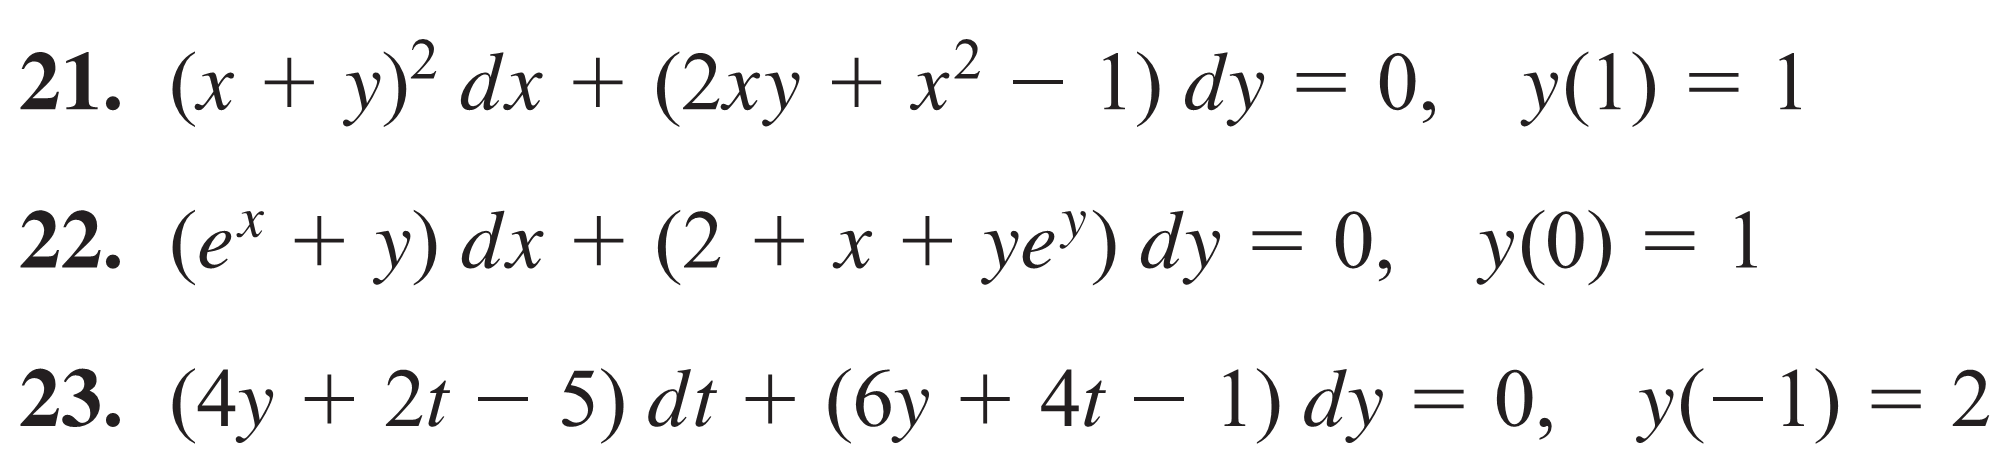 21. (x + y)² dx + (2xy + x² − 1) dy = 0, y(1) = 1
22. (eˣ + y) dx + (2 + x + yeʸ) dy = 0, y(0) = 1
23. (4y + 2t − 5) dt + (6y + 4t − 1) dy = 0, y(−1) = 2